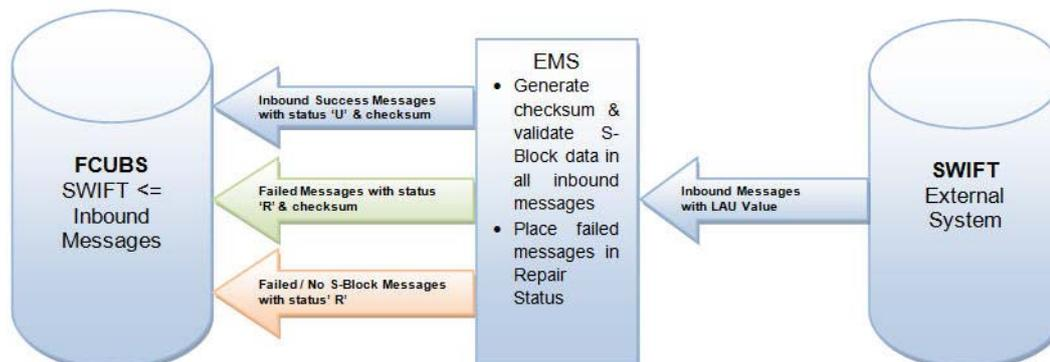 FCUBS
SWIFT <=
Inbound
Messages
Inbound Success Messages
with status 'U' & checksum
Failed Messages with status
'R' & checksum
Failed / No S-Block Messages
with status' R'
EMS
• Generate
checksum &
validate S-
Block data in
all inbound
messages
• Place failed
messages in
Repair
Status
Inbound Messages
with LAU Value
SWIFT
External
System